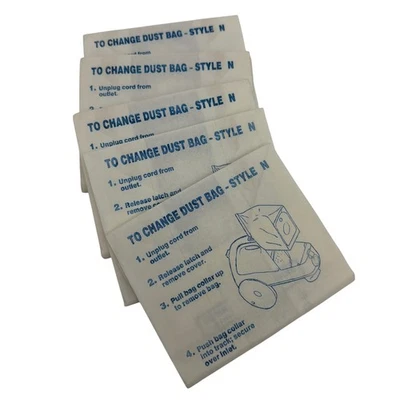 TO CHANGE DUST BAG - STYLE N
TO CHANGE DUST BAG - STYLE N
1. Unplug cord from
outlet.
TO CHANGE DUST BAG - STYLE N
1. Unplug cord from
TO CHANGE DUST BAG - STYLE N
1. Unplug cord from
outlet.
2. Release latch and
remove cover.
TO CHANGE DUST BAG - STYLE N
1. Unplug cord from
outlet.
2. Release latch and
remove cover.
3. Pull bag collar up
to remove bag.
4. Push bag collar
into track; secure
over inlet.